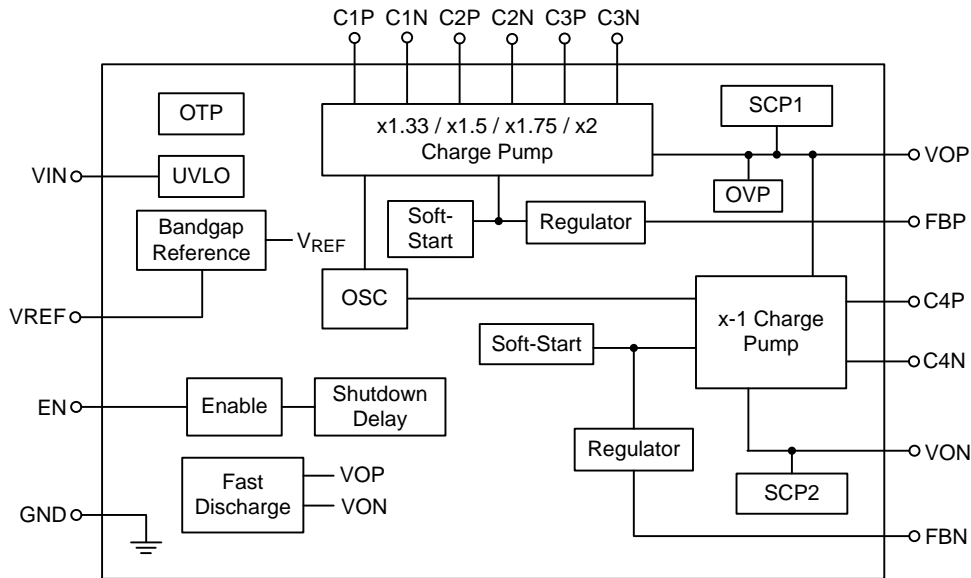 C1P C1N C2P C2N C3P C3N
OTP
x1.33 / x1.5 / x1.75 / x2
Charge Pump
SCP1
VIN
UVLO
VOP
OVP
Bandgap
Reference
VREF
Soft-
Start
Regulator
FBP
VREF
OSC
x-1 Charge
Pump
C4P
Soft-Start
C4N
EN
Enable
Shutdown
Delay
Regulator
VON
Fast
Discharge
VOP
VON
SCP2
GND
FBN